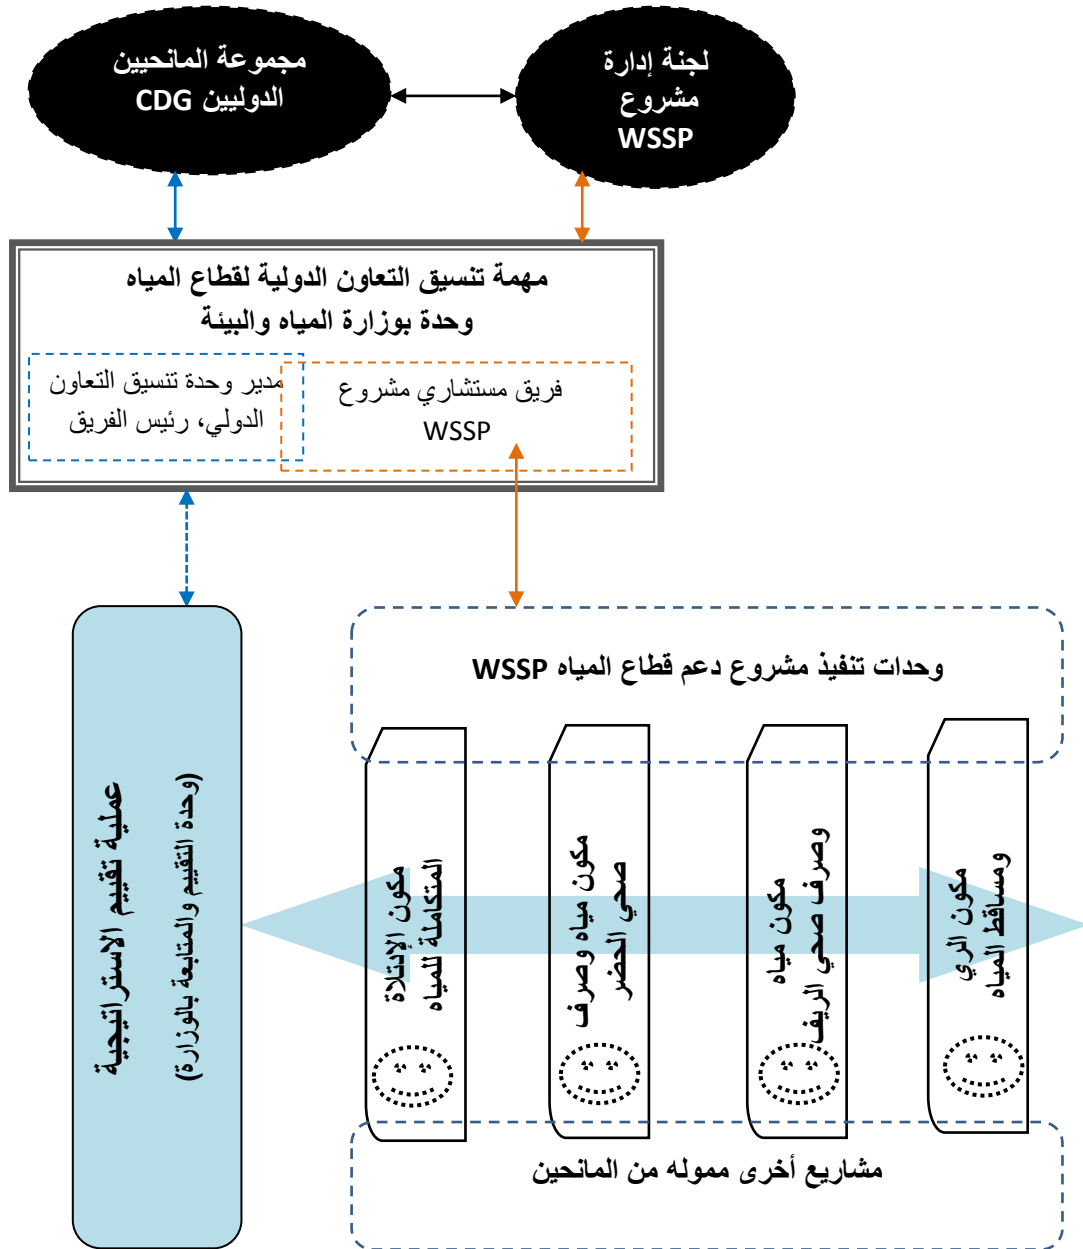 لجنة إدارة
مشروع
WSSP
مجموعة المانحيين
الدوليين CDG
مهمة تنسيق التعاون الدولية لقطاع المياه
وحدة بوزارة المياه والبيئة
فريق مستشاري مشروع
WSSP
مدير وحدة تنسيق التعاون
الدولي، رئيس الفريق
وحدات تنفيذ مشروع دعم قطاع المياه WSSP
مكون الري
ومساقط المياه
مكون مياه
وصرف صحي الريف
مكون مياه وصرف
صحي الحضر
مكون الإدتلاة
المتكاملة للمياه
عملية تقييم الاستراتيجية
(وحدة التقييم والمتابعة بالوزارة)
مشاريع أخرى مموله من المانحين